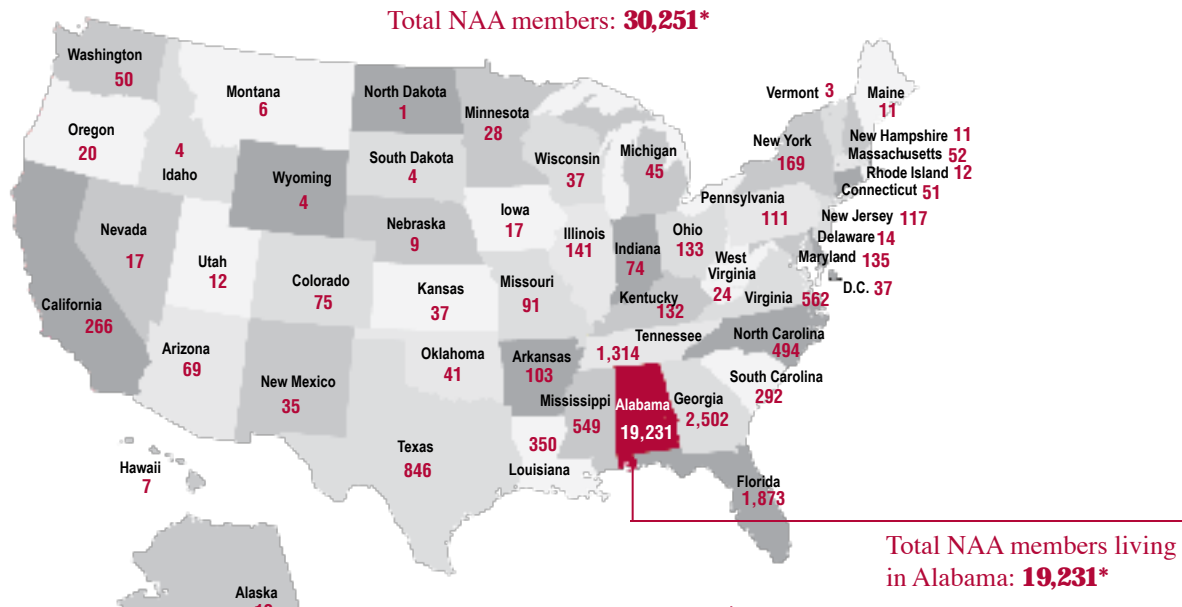 Total NAA members: 30,251*
Washington
50
Montana
6
North Dakota
1
Minnesota
28
Vermont 3
Maine
11
Oregon
20
4
Idaho
Wyoming
4
South Dakota
4
Wisconsin
37
Michigan
45
New York
169
New Hampshire 11
Massachusetts 52
Rhode Island 12
Connecticut 51
Nevada
17
Utah
12
Colorado
75
Nebraska
9
Iowa
17
Illinois
141
Indiana
74
Ohio
133
Pennsylvania
111
New Jersey 117
Delaware 14
Maryland 135
D.C. 37
California
266
Kansas
37
Missouri
91
Kentucky
132
West
Virginia
24
Virginia 562
Arizona
69
New Mexico
35
Oklahoma
41
Arkansas
103
Tennessee
1,314
North Carolina
494
South Carolina
292
Texas
846
350
Louisiana
Mississippi
549
Alabama
19,231
Georgia
2,502
Florida
1,873
Hawaii
7
Alaska
Total NAA members living
in Alabama: 19,231*